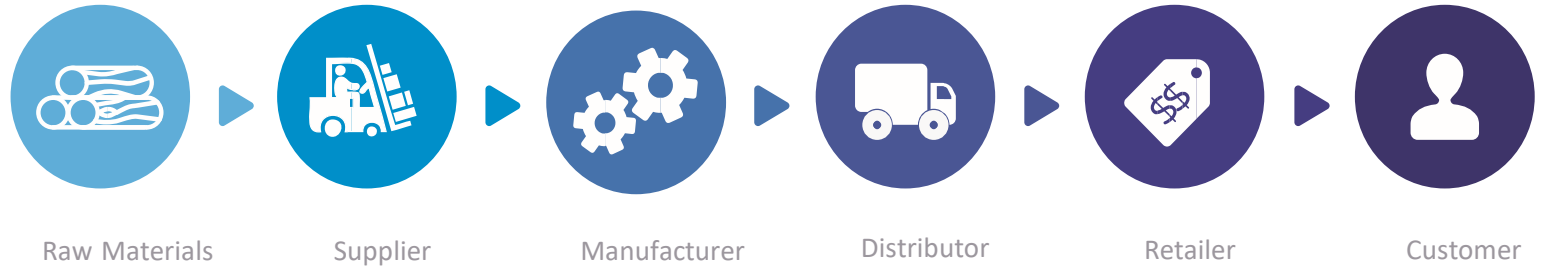 $$
Raw Materials
Supplier
Manufacturer
Distributor
Retailer
Customer